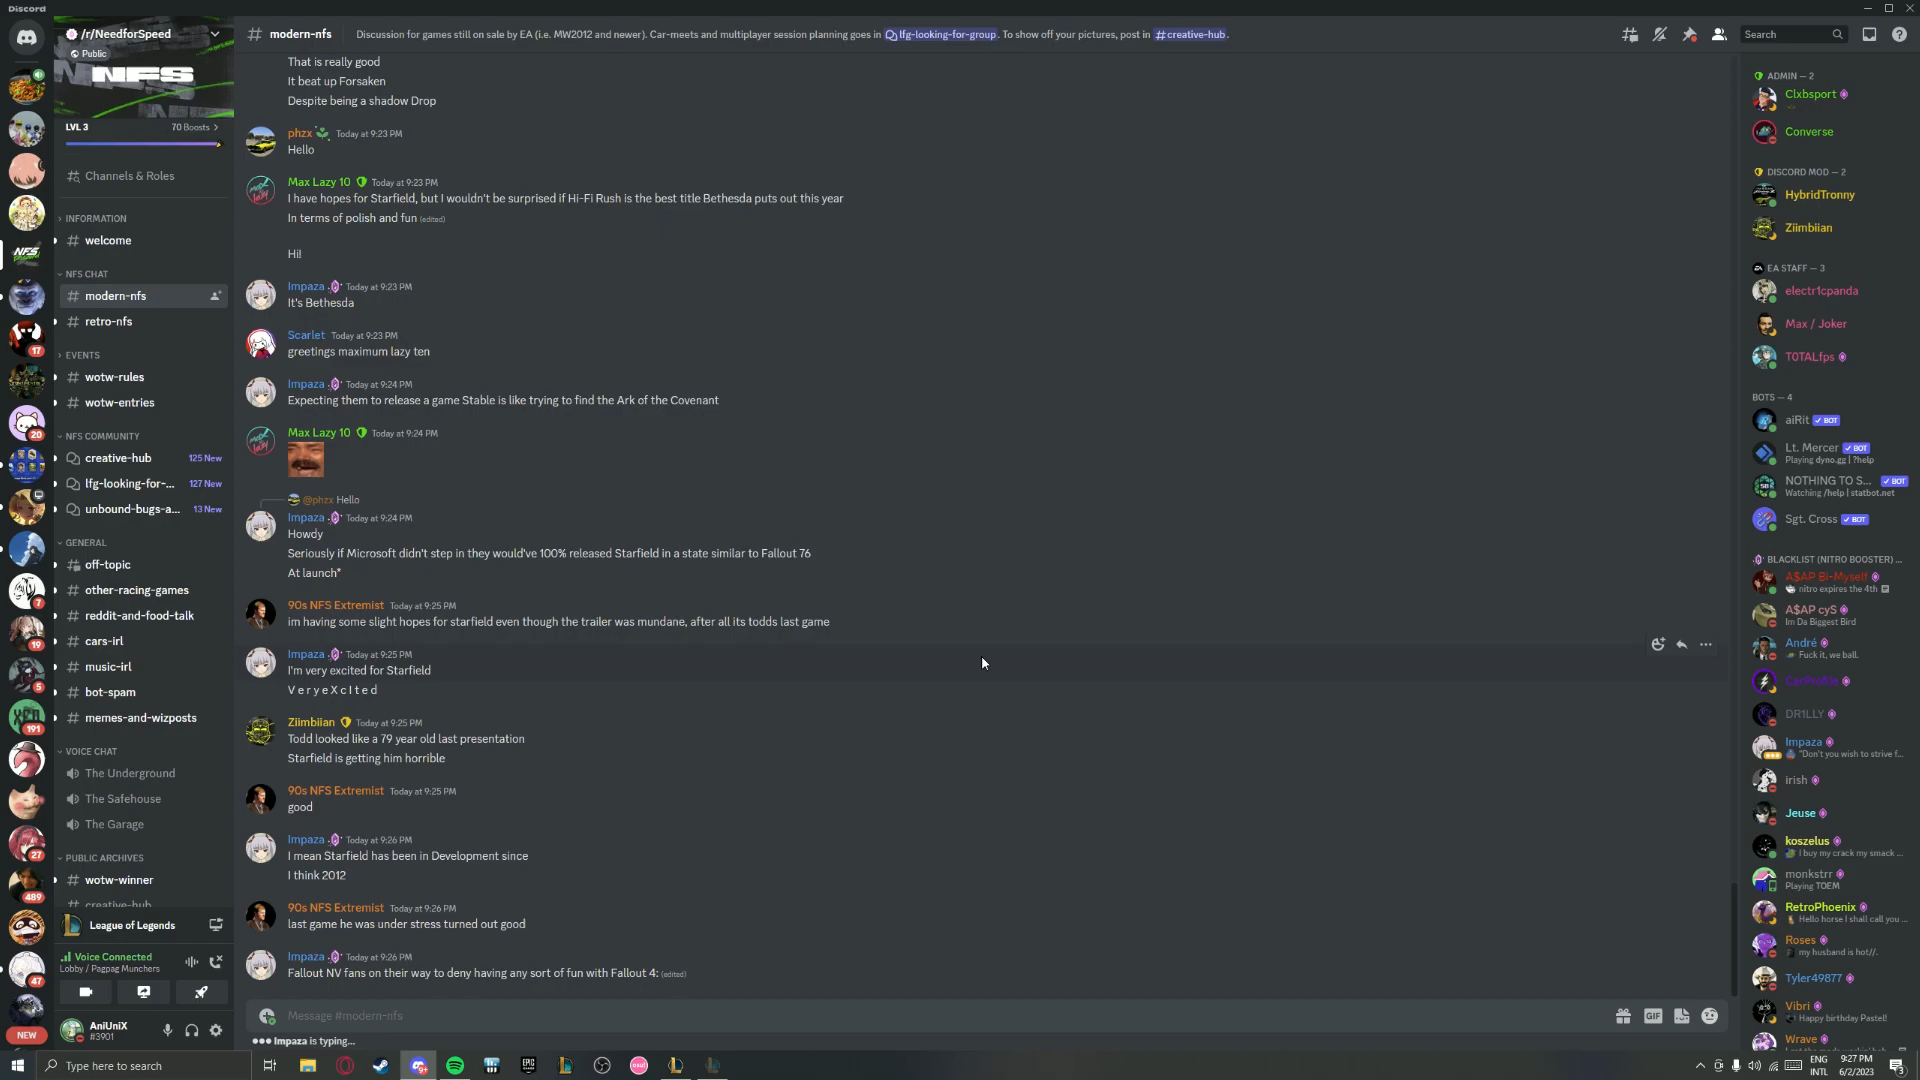 Discord
/r/NeedforSpeed
Public
NFS
LVL 3
70 Boosts
Channels & Roles
INFORMATION
welcome
NFS CHAT
modern-nfs
retro-nfs
EVENTS
wotw-rules
wotw-entries
NFS COMMUNITY
creative-hub
125 New
lfg-looking-for-...
127 New
unbound-bugs-a...
13 New
GENERAL
off-topic
other-racing-games
reddit-and-food-talk
cars-irl
music-irl
bot-spam
memes-and-wizposts
VOICE CHAT
The Underground
The Safehouse
The Garage
PUBLIC ARCHIVES
wotw-winner
creative-hub
League of Legends
Voice Connected
Lobby / Pagpag Munchers
AniUniX
#3901
17
20
7
19
5
191
27
489
47
NEW
modern-nfs
Discussion for games still on sale by EA (i.e. MW2012 and newer). Car-meets and multiplayer session planning goes in lfg-looking-for-group. To show off your pictures, post in #creative-hub.
Search
That is really good
It beat up Forsaken
Despite being a shadow Drop
phzx Today at 9:23 PM
Hello
Max Lazy 10 Today at 9:23 PM
I have hopes for Starfield, but I wouldn't be surprised if Hi-Fi Rush is the best title Bethesda puts out this year
In terms of polish and fun (edited)
Hi!
Impaza Today at 9:23 PM
It's Bethesda
Scarlet Today at 9:23 PM
greetings maximum lazy ten
Impaza Today at 9:24 PM
Expecting them to release a game Stable is like trying to find the Ark of the Covenant
Max Lazy 10 Today at 9:24 PM
@phzx Hello
Impaza Today at 9:24 PM
Howdy
Seriously if Microsoft didn't step in they would've 100% released Starfield in a state similar to Fallout 76
At launch*
90s NFS Extremist Today at 9:25 PM
im having some slight hopes for starfield even though the trailer was mundane, after all its todds last game
Impaza Today at 9:25 PM
I'm very excited for Starfield
V e r y e X c I t e d
Ziimbiian Today at 9:25 PM
Todd looked like a 79 year old last presentation
Starfield is getting him horrible
90s NFS Extremist Today at 9:25 PM
good
Impaza Today at 9:26 PM
I mean Starfield has been in Development since
I think 2012
90s NFS Extremist Today at 9:26 PM
last game he was under stress turned out good
Impaza Today at 9:26 PM
Fallout NV fans on their way to deny having any sort of fun with Fallout 4: (edited)
Message #modern-nfs
GIF
Impaza is typing...
ADMIN — 2
Clxbsport
Converse
DISCORD MOD — 2
HybridTronny
Ziimbiian
EA STAFF — 3
electr1cpanda
Max / Joker
T0TALfps
BOTS — 4
aiRit BOT
Lt. Mercer BOT
Playing dyno.gg | ?help
NOTHING TO S... BOT
Watching /help | statbot.net
Sgt. Cross BOT
BLACKLIST (NITRO BOOSTER) ...
A$AP Bi-Myself
nitro expires the 4th
A$AP cyS
Im Da Biggest Bird
André
Fuck it, we ball.
CarProfile
DR1LLY
Impaza
"Don't you wish to strive f...
irish
Jeuse
koszelus
I buy my crack my smack ...
monkstrr
Playing TOEM
RetroPhoenix
Hello horse I shall call you ...
Roses
my husband is hot//.
Tyler49877
Vibri
Happy birthday Pastel!
Wrave
Type here to search
9+
ENG
INTL
9:27 PM
6/2/2023
3